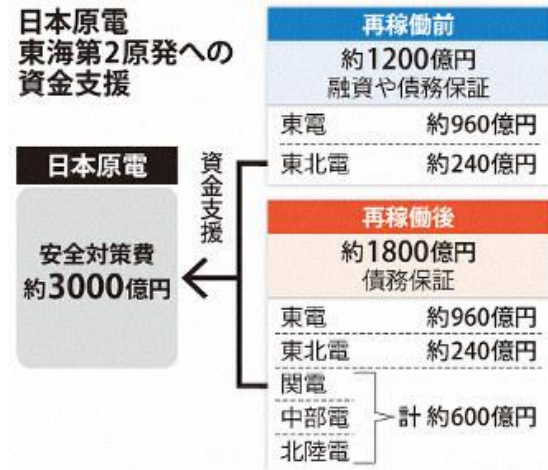 日本原電
東海第2原発への
資金支援
日本原電
安全対策費
約3000億円
資金支援
再稼働前
約1200億円
融資や債務保証
東電 約960億円
東北電 約240億円
再稼働後
約1800億円
債務保証
東電 約960億円
東北電 約240億円
関電
中部電 計 約600億円
北陸電